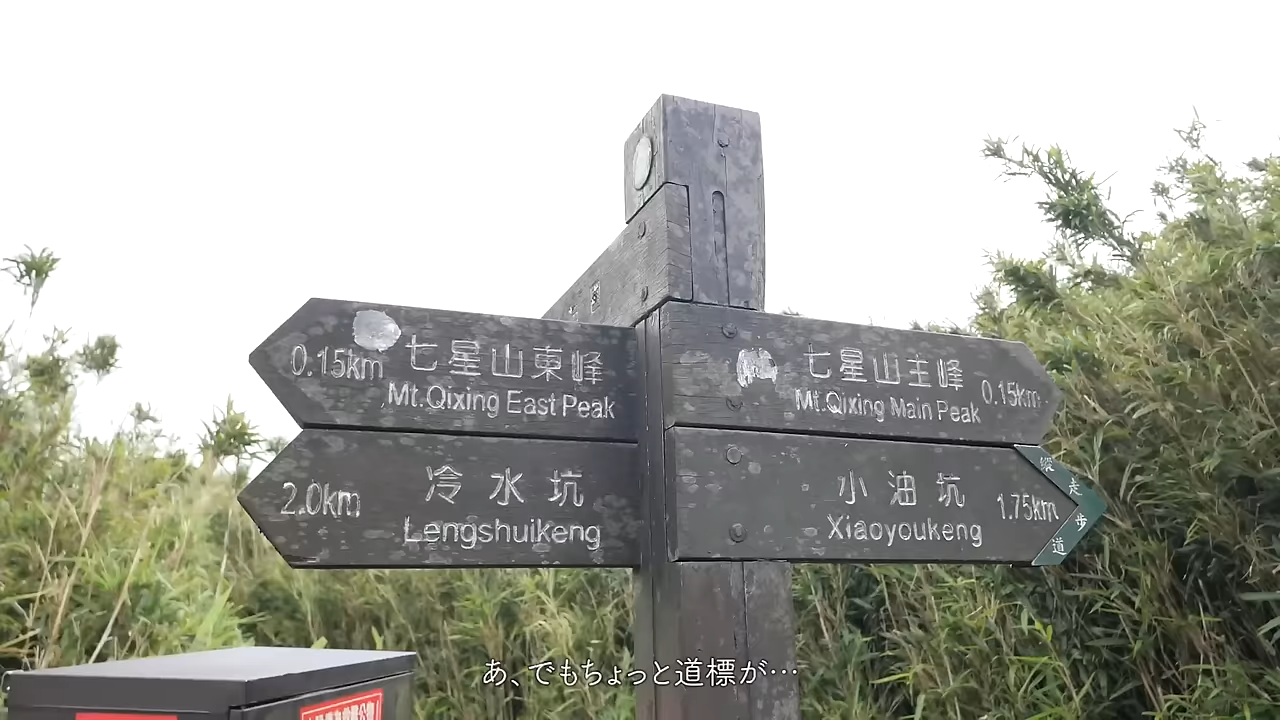 七星山東峰
0.15km
Mt.Qixing East Peak
冷水坑
2.0km
Lengshuikeng
七星山主峰
0.15km
Mt.Qixing Main Peak
小油坑
1.75km
Xiaoyoukeng
縱走步道
あ、でもちょっと道標が…